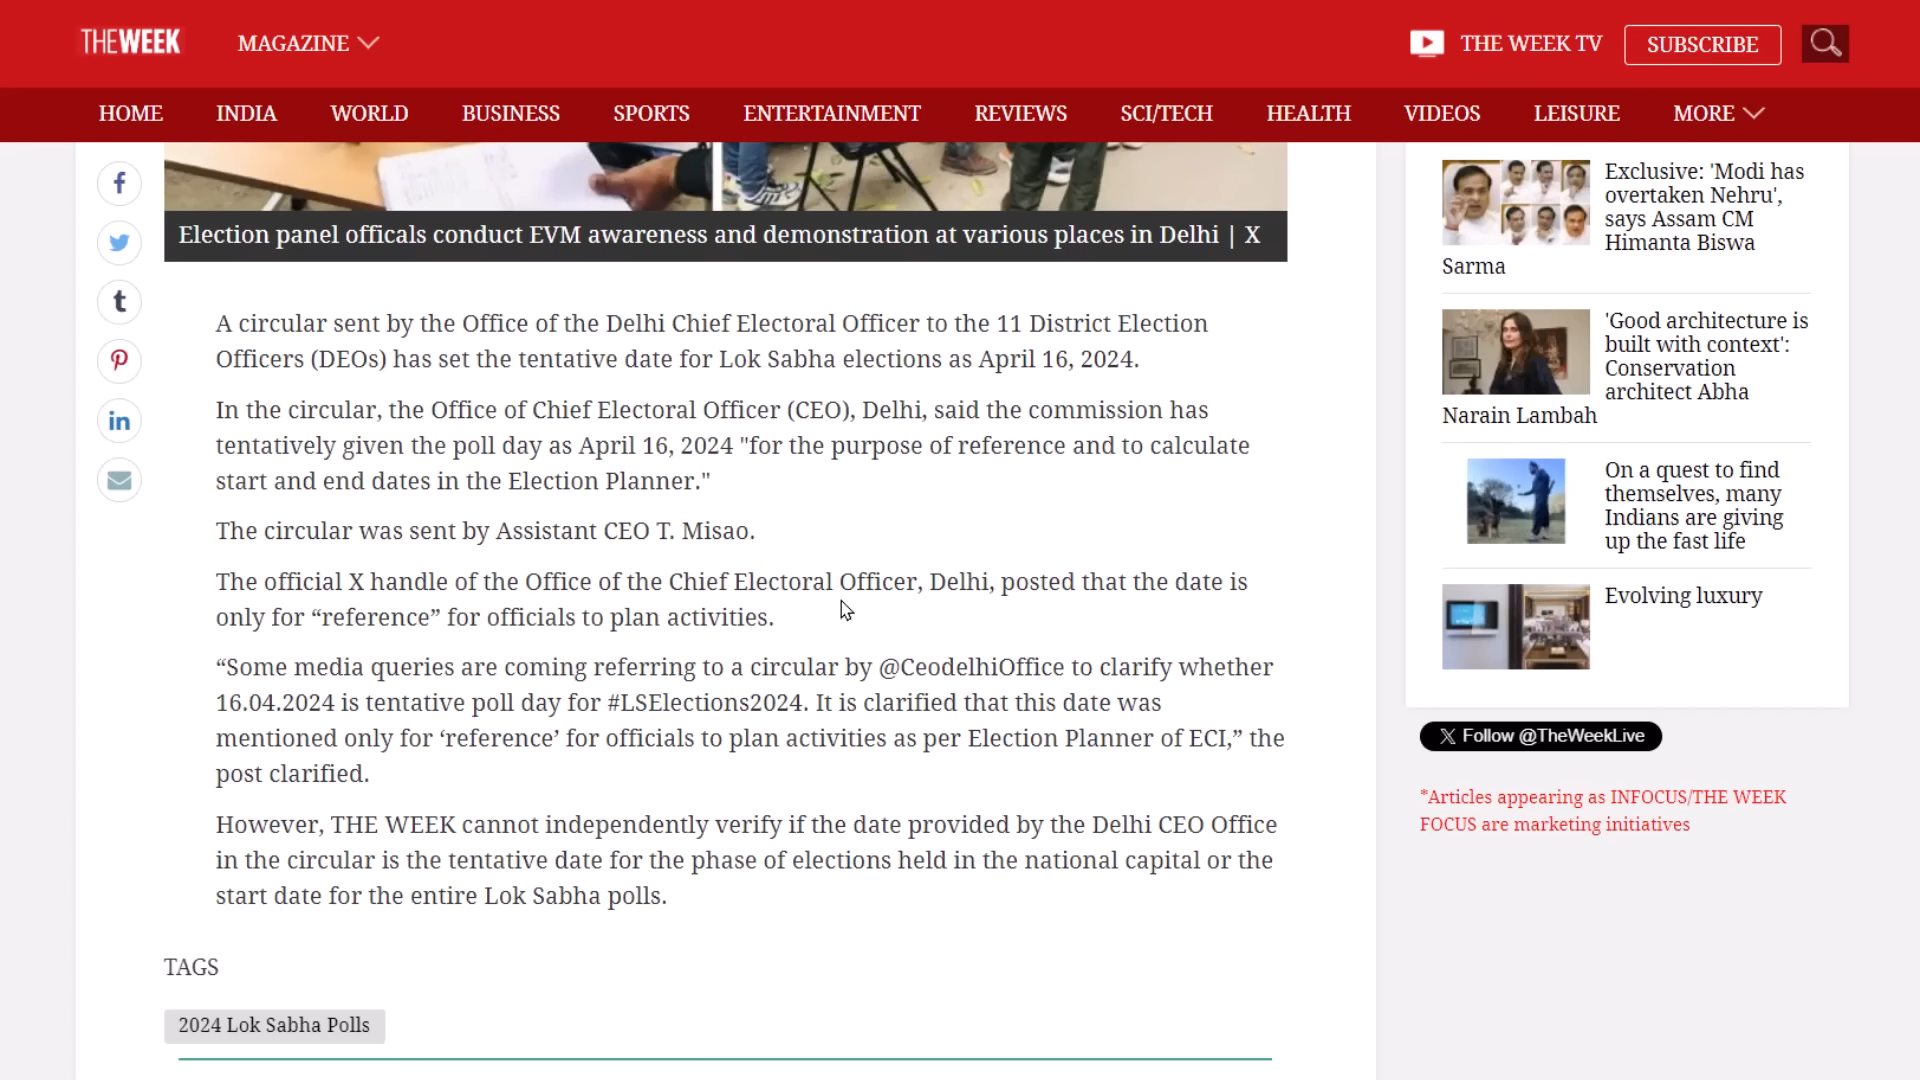 THE WEEK
MAGAZINE
THE WEEK TV
SUBSCRIBE
HOME
INDIA
WORLD
BUSINESS
SPORTS
ENTERTAINMENT
REVIEWS
SCI/TECH
HEALTH
VIDEOS
LEISURE
MORE
Election panel officals conduct EVM awareness and demonstration at various places in Delhi | X
A circular sent by the Office of the Delhi Chief Electoral Officer to the 11 District Election
Officers (DEOs) has set the tentative date for Lok Sabha elections as April 16, 2024.
In the circular, the Office of Chief Electoral Officer (CEO), Delhi, said the commission has
tentatively given the poll day as April 16, 2024 "for the purpose of reference and to calculate
start and end dates in the Election Planner."
The circular was sent by Assistant CEO T. Misao.
The official X handle of the Office of the Chief Electoral Officer, Delhi, posted that the date is
only for “reference” for officials to plan activities.
“Some media queries are coming referring to a circular by @CeodelhiOffice to clarify whether
16.04.2024 is tentative poll day for #LSElections2024. It is clarified that this date was
mentioned only for ‘reference’ for officials to plan activities as per Election Planner of ECI,” the
post clarified.
However, THE WEEK cannot independently verify if the date provided by the Delhi CEO Office
in the circular is the tentative date for the phase of elections held in the national capital or the
start date for the entire Lok Sabha polls.
TAGS
2024 Lok Sabha Polls
Exclusive: 'Modi has
overtaken Nehru',
says Assam CM
Himanta Biswa
Sarma
'Good architecture is
built with context':
Conservation
architect Abha
Narain Lambah
On a quest to find
themselves, many
Indians are giving
up the fast life
Evolving luxury
X Follow @TheWeekLive
*Articles appearing as INFOCUS/THE WEEK
FOCUS are marketing initiatives